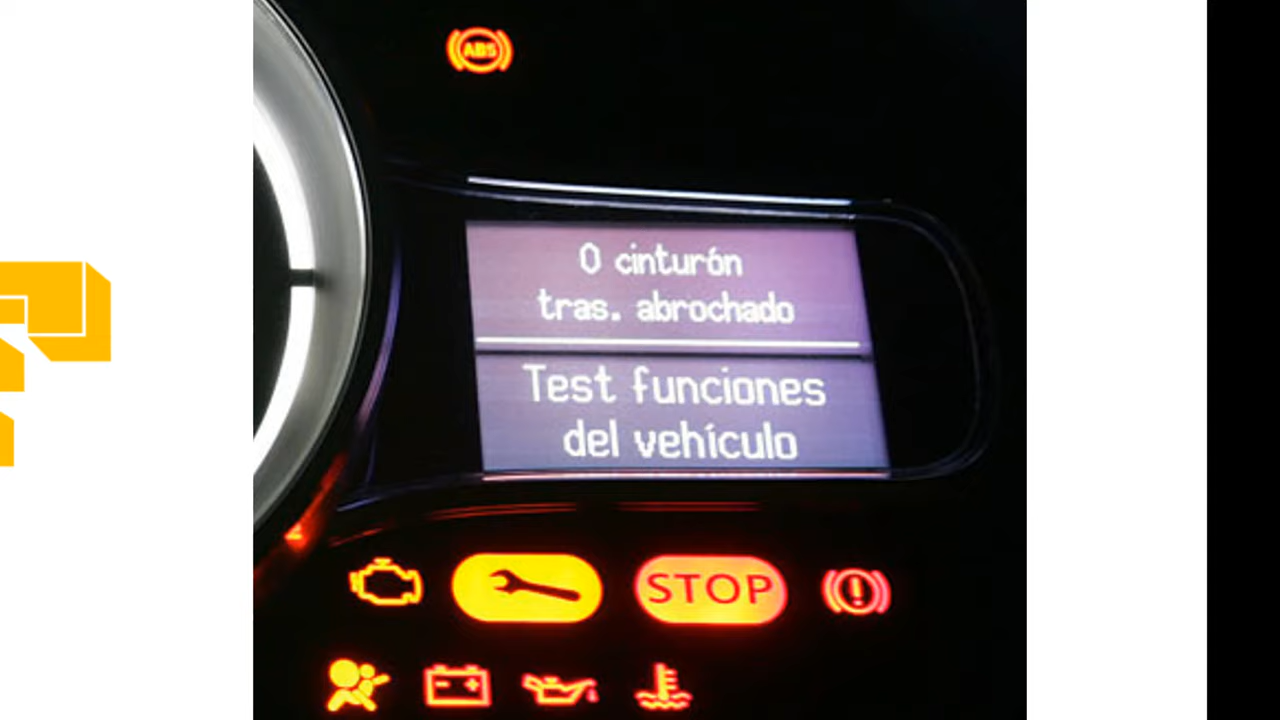 ABS
0 cinturón
tras. abrochado
Test funciones
del vehículo
STOP